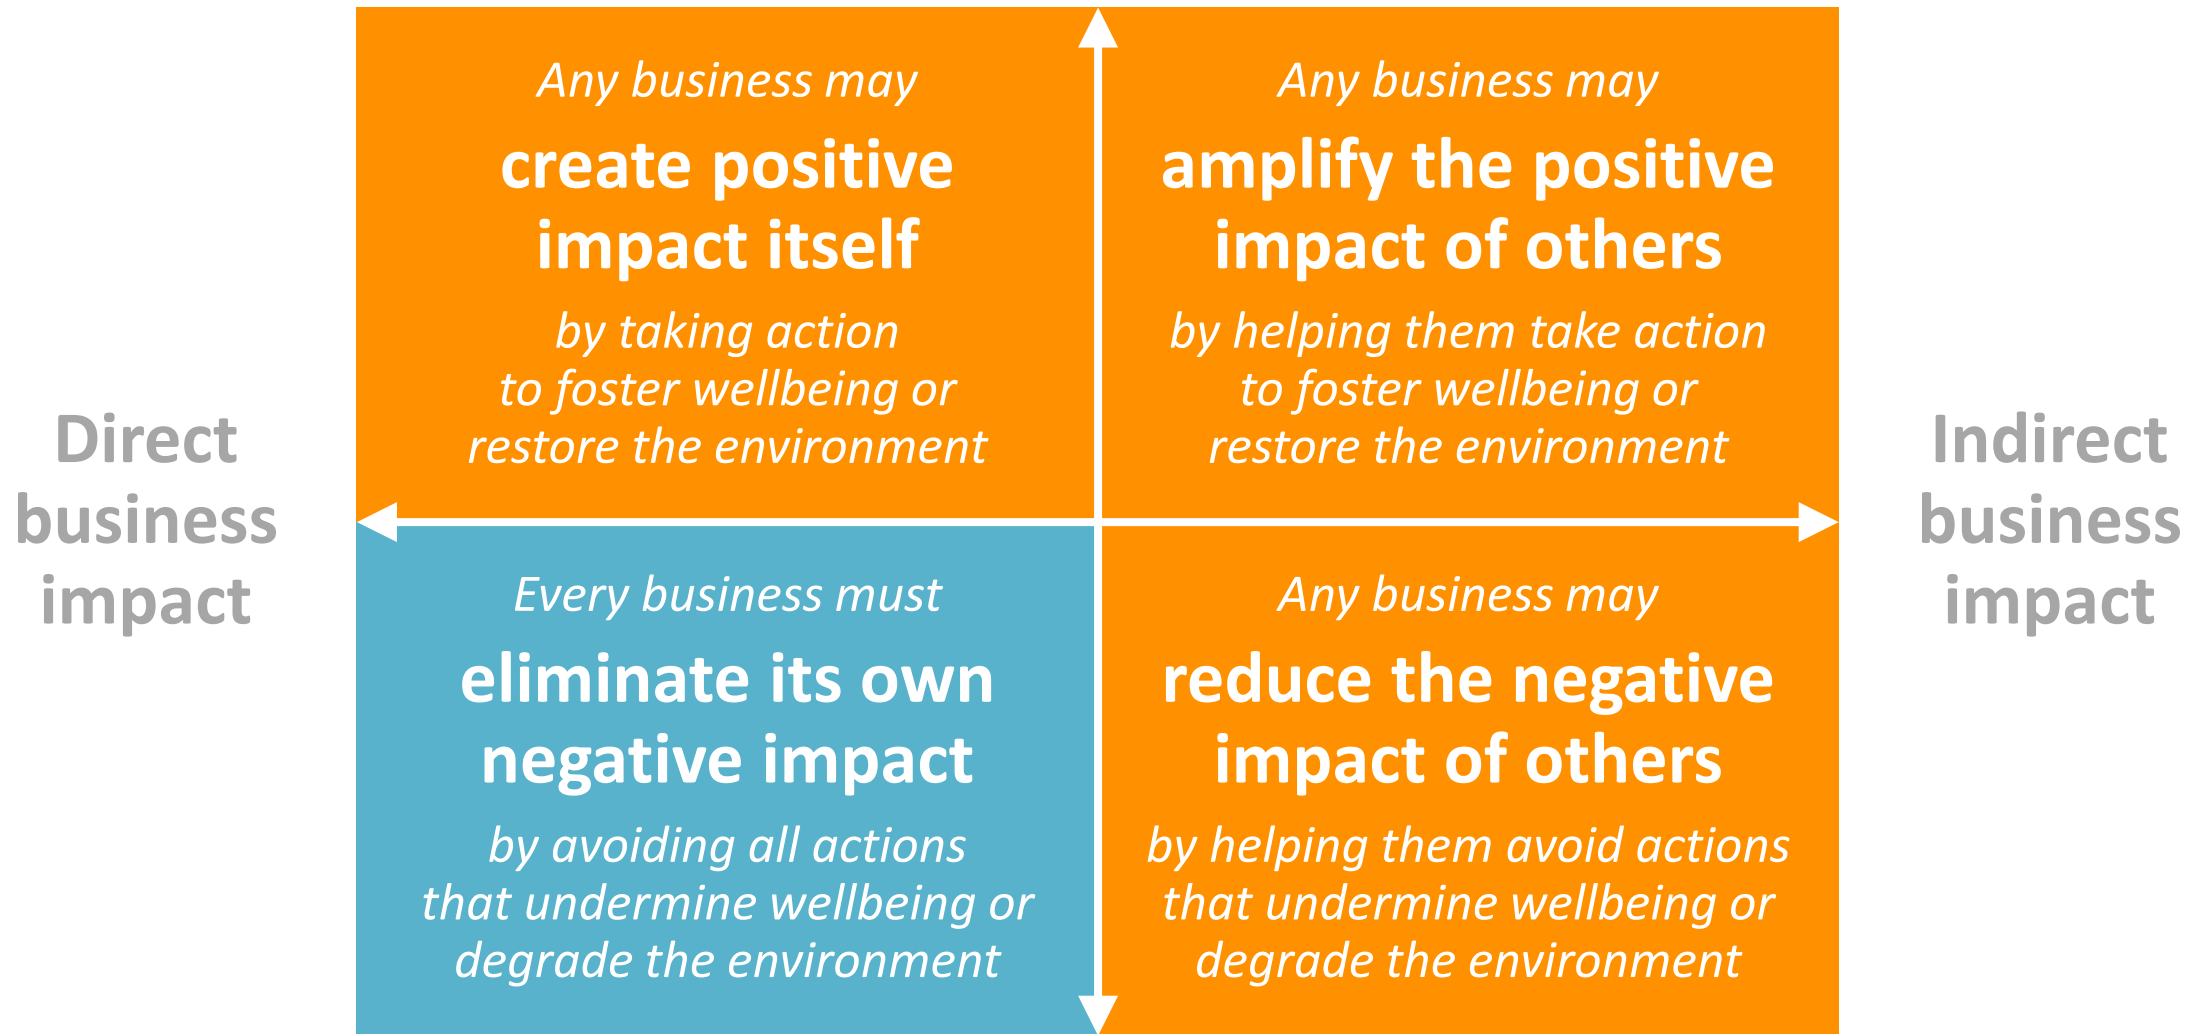 Direct
business
impact
Any business may
create positive
impact itself
by taking action
to foster wellbeing or
restore the environment
Any business may
amplify the positive
impact of others
by helping them take action
to foster wellbeing or
restore the environment
Every business must
eliminate its own
negative impact
by avoiding all actions
that undermine wellbeing or
degrade the environment
Any business may
reduce the negative
impact of others
by helping them avoid actions
that undermine wellbeing or
degrade the environment
Indirect
business
impact